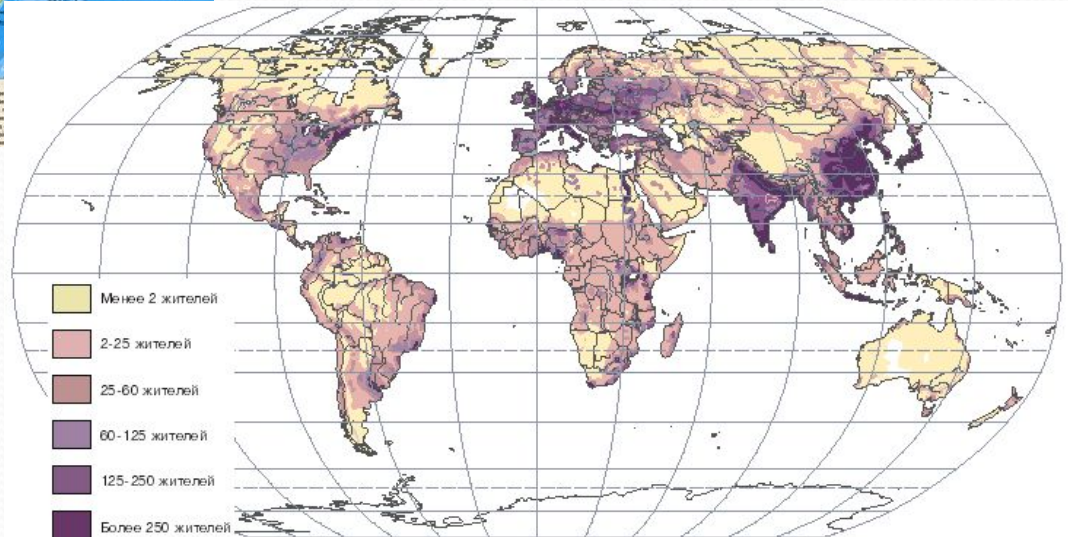 Менее 2 жителей
2-25 жителей
25-60 жителей
60-125 жителей
125-250 жителей
Более 250 жителей